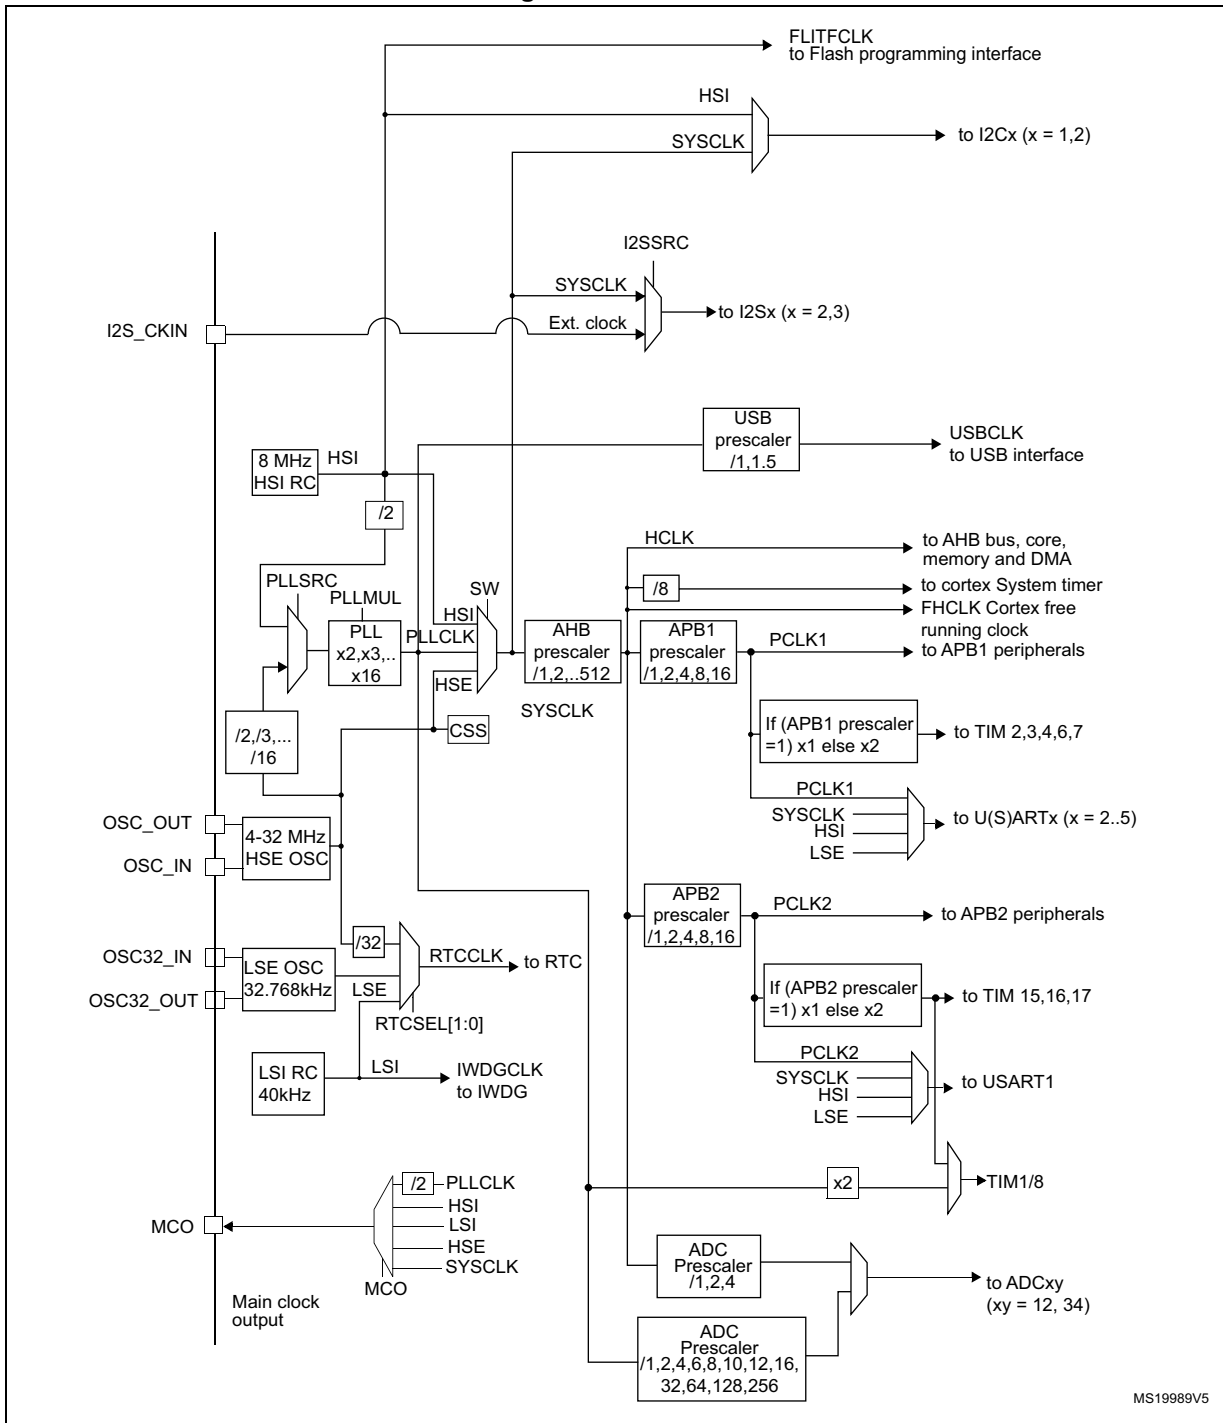 FLITFCLK
to Flash programming interface
HSI
SYSCLK
to I2Cx (x = 1,2)
I2SSRC
SYSCLK
to I2Sx (x = 2,3)
Ext. clock
I2S_CKIN
USB
prescaler
/1,1.5
USBCLK
to USB interface
8 MHz
HSI RC
HSI
/2
HCLK
to AHB bus, core,
memory and DMA
/8
to cortex System timer
FHCLK Cortex free
running clock
PLLSRC
PLLMUL
PLL
x2,x3,..
x16
SW
HSI
PLLCLK
HSE
AHB
prescaler
/1,2,..512
SYSCLK
APB1
prescaler
/1,2,4,8,16
PCLK1
to APB1 peripherals
/2,/3,...
/16
CSS
If (APB1 prescaler
=1) x1 else x2
to TIM 2,3,4,6,7
PCLK1
SYSCLK
HSI
LSE
to U(S)ARTx (x = 2..5)
OSC_OUT
OSC_IN
4-32 MHz
HSE OSC
APB2
prescaler
/1,2,4,8,16
PCLK2
to APB2 peripherals
/32
OSC32_IN
OSC32_OUT
LSE OSC
32.768kHz
LSE
RTCCLK
to RTC
RTCSEL[1:0]
If (APB2 prescaler
=1) x1 else x2
to TIM 15,16,17
LSI RC
40kHz
LSI
IWDGCLK
to IWDG
PCLK2
SYSCLK
HSI
LSE
to USART1
x2
TIM1/8
MCO
/2
PLLCLK
HSI
LSI
HSE
SYSCLK
MCO
Main clock
output
ADC
Prescaler
/1,2,4
to ADCxy
(xy = 12, 34)
ADC
Prescaler
/1,2,4,6,8,10,12,16,
32,64,128,256
MS19989V5